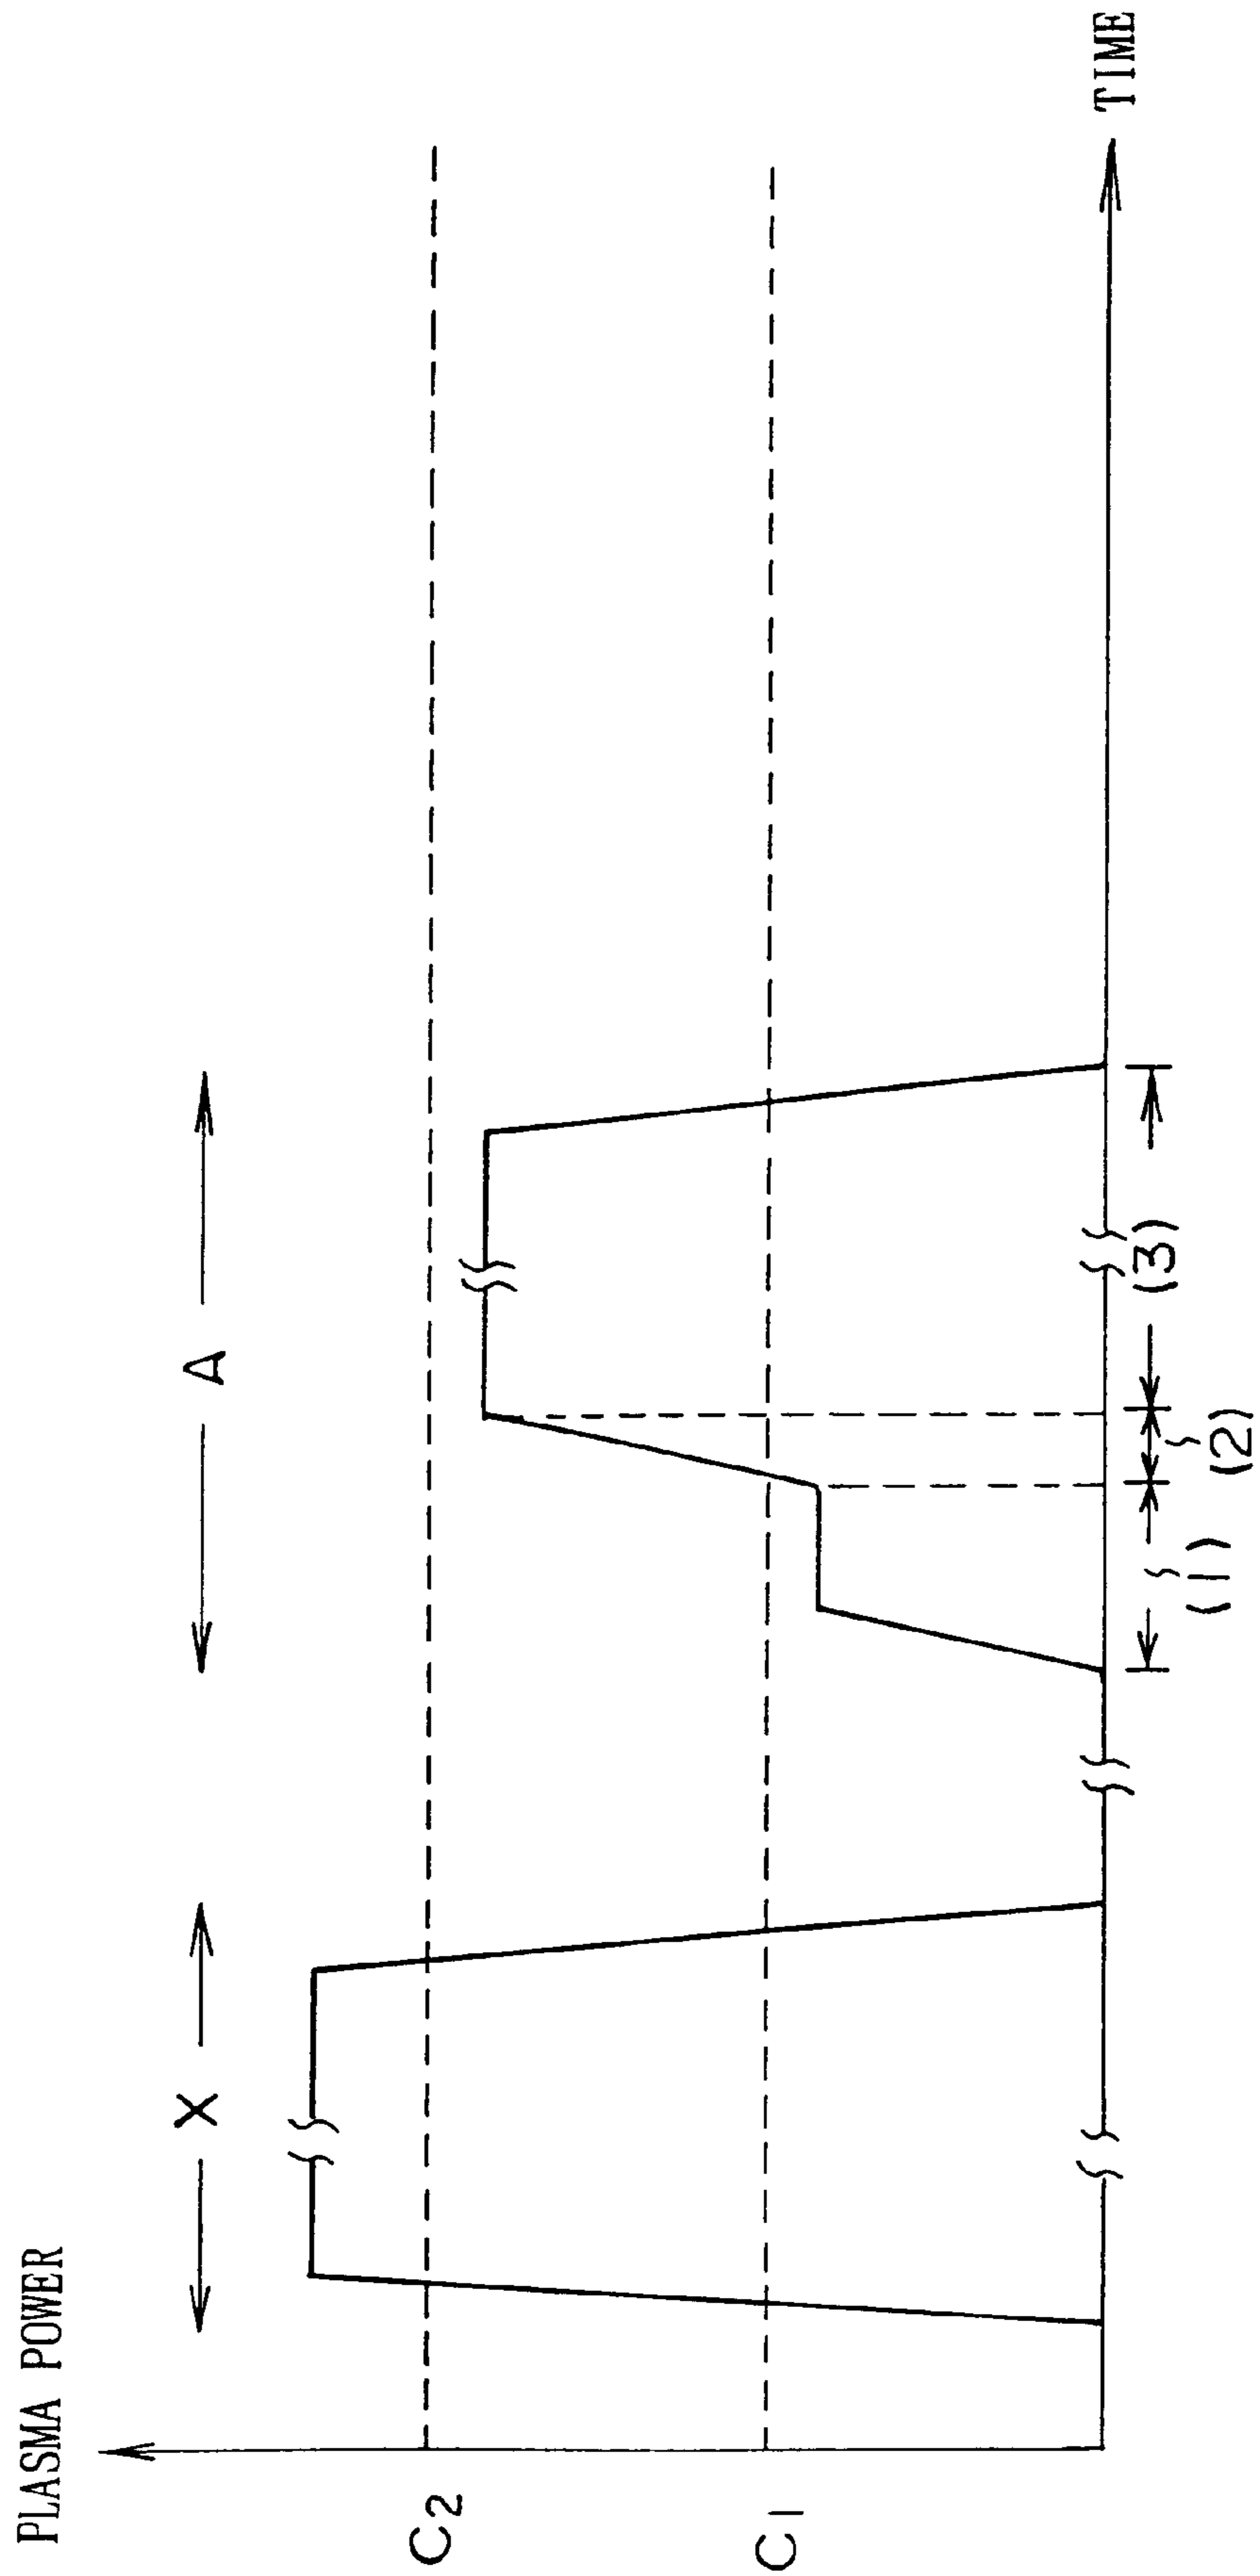 PLASMA POWER
X
A
C2
C1
(1)
(2)
(3)
TIME